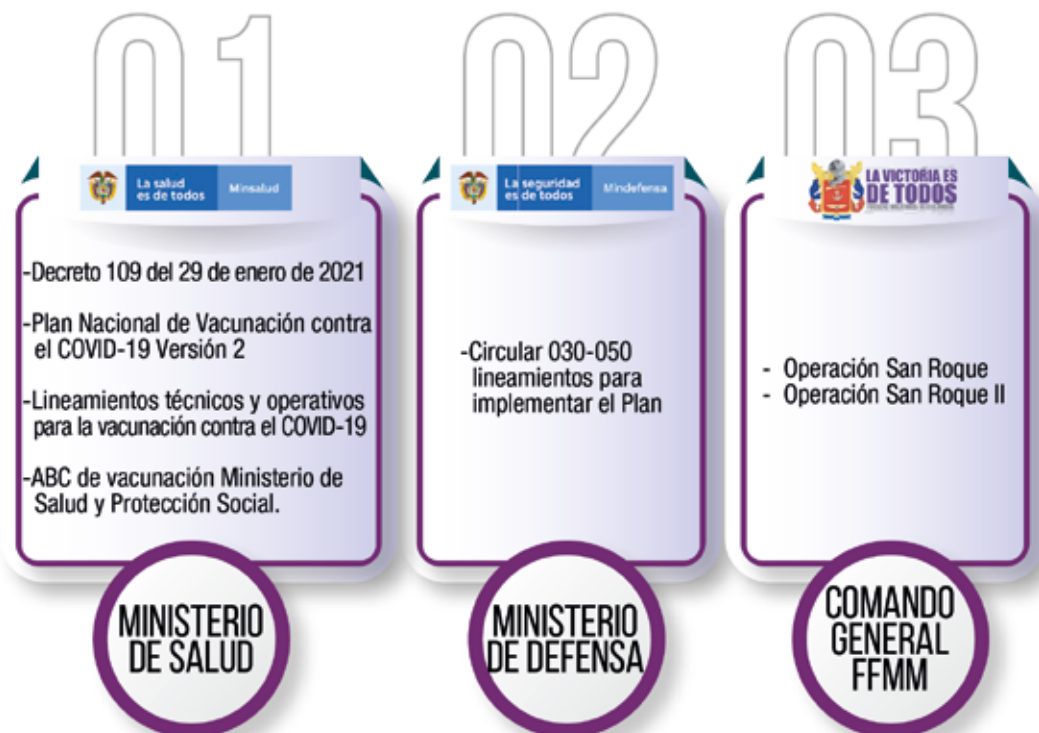 01
La salud
es de todos
Minsalud
-Decreto 109 del 29 de enero de 2021
-Plan Nacional de Vacunación contra
el COVID-19 Versión 2
-Lineamientos técnicos y operativos
para la vacunación contra el COVID-19
-ABC de vacunación Ministerio de
Salud y Protección Social.
MINISTERIO
DE SALUD
02
La seguridad
es de todos
Mindefensa
-Circular 030-050
lineamientos para
implementar el Plan
MINISTERIO
DE DEFENSA
03
LA VICTORIA ES
DE TODOS
- Operación San Roque
- Operación San Roque II
COMANDO
GENERAL
FFMM